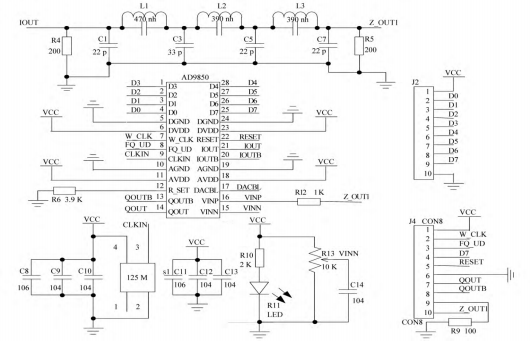 L1
L2
L3
IOUT
470 nh
390 nh
390 nh
Z_OUT1
R4
200
C1
22 p
C3
33 p
C5
22 p
C7
22 p
R5
200
AD9850
D3 1 D3 D4 28 D4
D2 2 D2 D5 27 D5
D1 3 D1 D6 26 D6
D0 4 D0 D7 25 D7
5 DGND DGND 24
VCC 6 DVDD DVDD 23 VCC
W_CLK 7 W_CLK RESET 22 RESET
FQ_UD 8 FQ_UD IOUT 21 IOUT
CLKIN 9 CLKIN IOUTB 20 IOUTB
10 AGND AGND 19
VCC 11 AVDD AVDD 18 VCC
12 R_SET DACBL 17 DACBL
R6 3.9 K
QOUTB 13 QOUTB VINP 16
RI2 1K Z_OUT1
QOUT 14 QOUT VINN 15 VINN
J2
VCC
1
2 D0
3 D1
4 D2
5 D3
6 D4
7 D5
8 D6
9 D7
10
J4 CON8
VCC
1
2 W_CLK
3 FQ_UD
4 D7
5 RESET
6
7 QOUT
8 QOUTB
9
10 Z_OUT1
CON8
R9 100
VCC
C8
106
C9
104
C10
104
CLKIN
4 3
125 M
1 2
VCC
s1 C11
106
C12
104
C13
104
VCC
R10
2 K
R11
LED
R13
10 K
VINN
C14
104